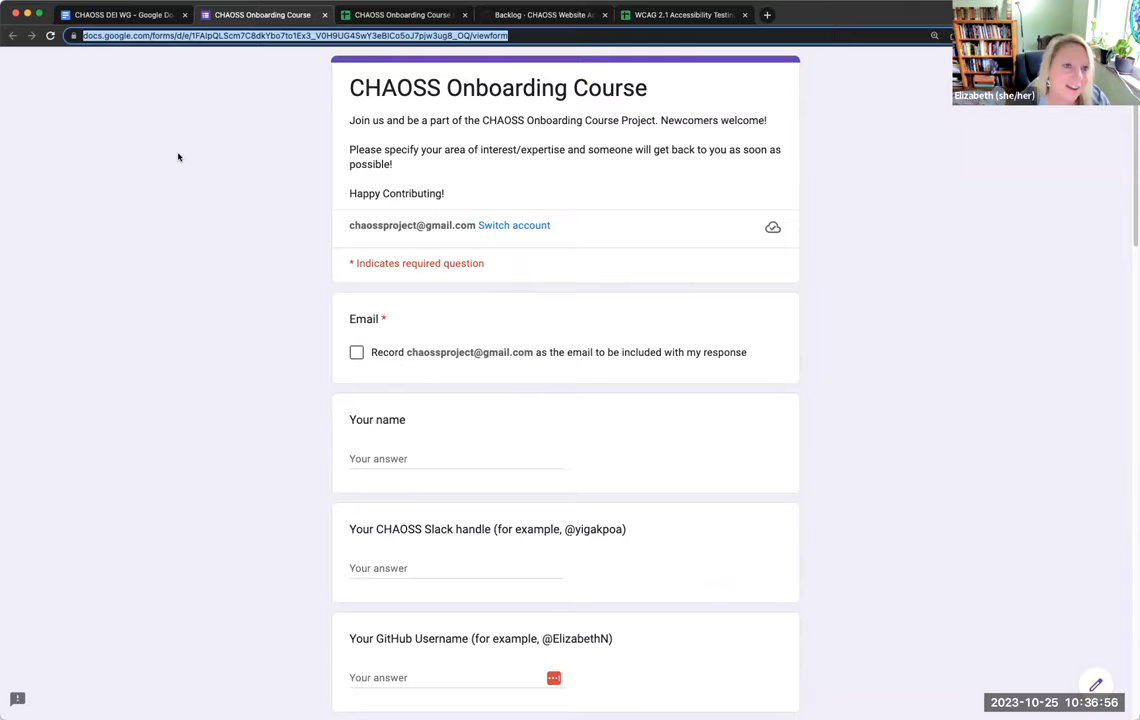 CHAOSS DEI WG - Google Do
CHAOSS Onboarding Course
CHAOSS Onboarding Course
Backlog · CHAOSS Website Ac
WCAG 2.1 Accessibility Testin
docs.google.com/forms/d/e/1FAIpQLScm7C8dkYbo7to1Ex3_V0H9UG4SwY3eBlCo5oJ7pjw3ug8_OQ/viewform
Elizabeth (she/her)
CHAOSS Onboarding Course
Join us and be a part of the CHAOSS Onboarding Course Project. Newcomers welcome!
Please specify your area of interest/expertise and someone will get back to you as soon as
possible!
Happy Contributing!
chaossproject@gmail.com Switch account
* Indicates required question
Email *
Record chaossproject@gmail.com as the email to be included with my response
Your name
Your answer
Your CHAOSS Slack handle (for example, @yigakpoa)
Your answer
Your GitHub Username (for example, @ElizabethN)
Your answer
2023-10-25 10:36:56